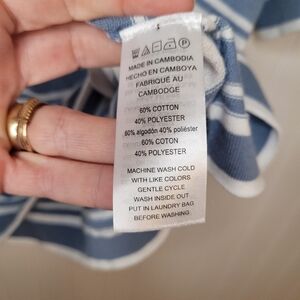 MADE IN CAMBODIA
HECHO EN CAMBOYA
FABRIQUÉ AU
CAMBODGE
60% COTTON
40% POLYESTER
60% algodón 40% poliéster
60% COTON
40% POLYESTER
MACHINE WASH COLD
WITH LIKE COLORS
GENTLE CYCLE
WASH INSIDE OUT
PUT IN LAUNDRY BAG
BEFORE WASHING